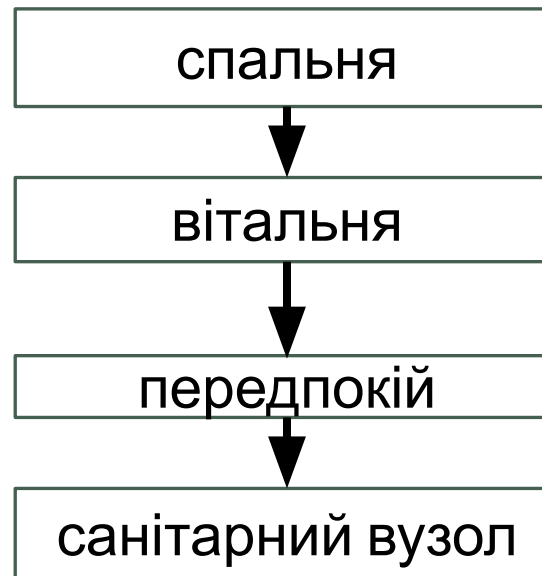 спальня
вітальня
передпокій
санітарний вузол